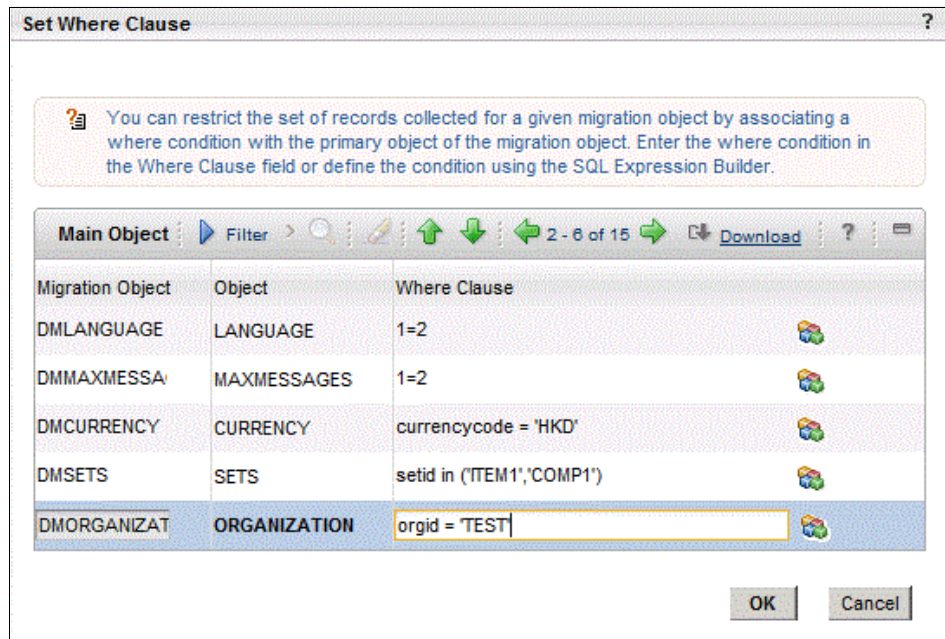 Set Where Clause ?
You can restrict the set of records collected for a given migration object by associating a
where condition with the primary object of the migration object. Enter the where condition in
the Where Clause field or define the condition using the SQL Expression Builder.
Main Object Filter 2 - 6 of 15 Download ?
Migration Object Object Where Clause
DMLANGUAGE LANGUAGE 1=2
DMMAXMESSA MAXMESSAGES 1=2
DMCURRENCY CURRENCY currencycode = 'HKD'
DMSETS SETS setid in ('ITEM1','COMP1')
DMORGANIZAT ORGANIZATION orgid = 'TEST'
OK Cancel